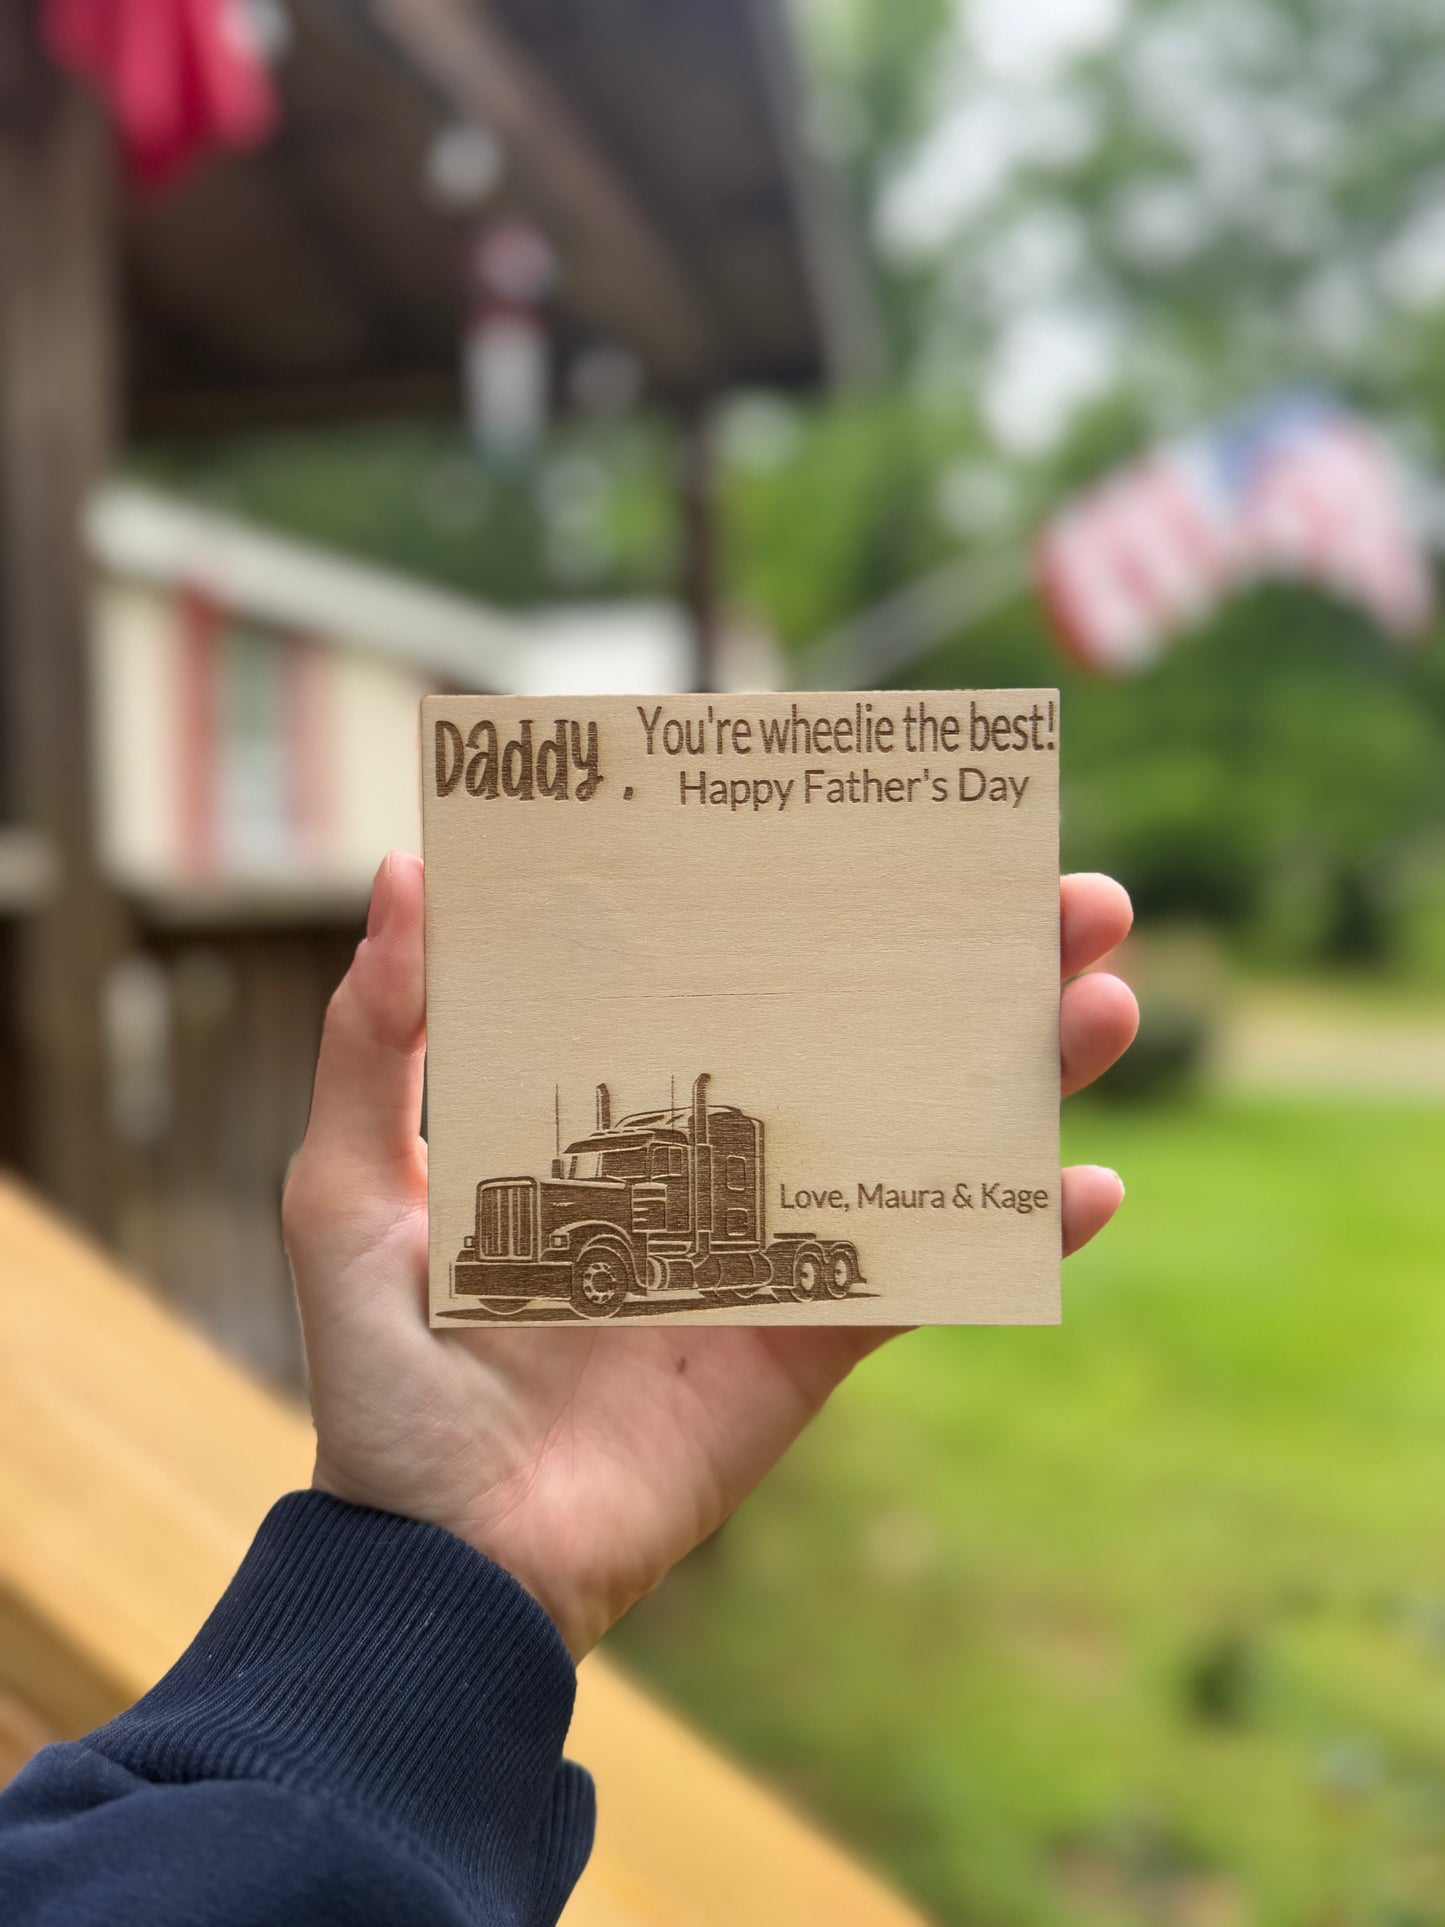 Daddy, You're wheelie the best!
Happy Father's Day
Love, Maura & Kage